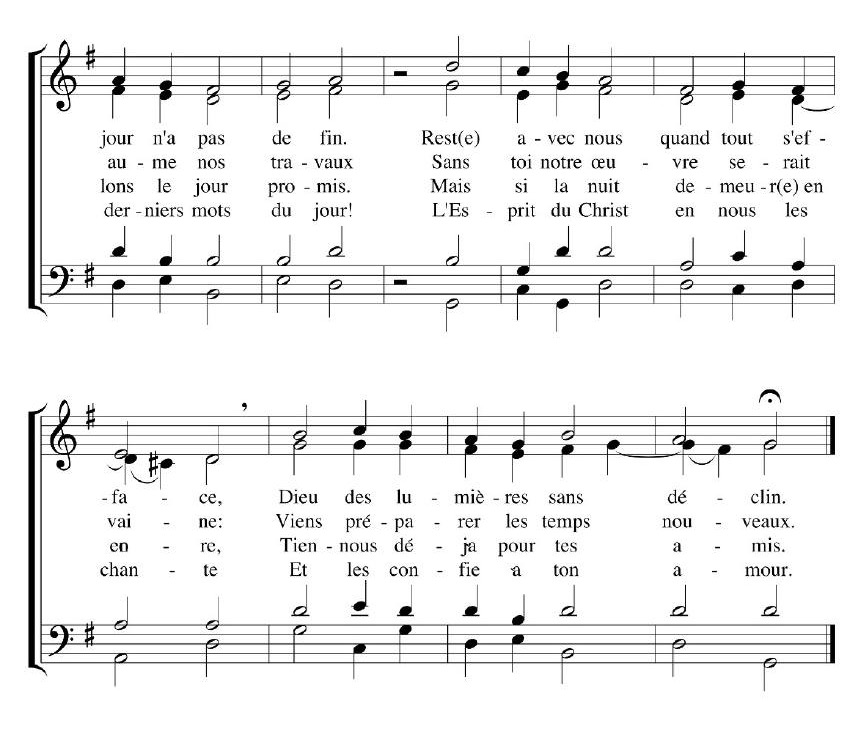 jour n'a pas de fin. Rest(e) a - vec nous quand tout s'ef -
au - me nos tra - vaux Sans toi notre œu - vre se - rait
lons le jour pro - mis. Mais si la nuit de - meu - r(e) en
der - niers mots du jour! L'Es - prit du Christ en nous les
- fa - ce, Dieu des lu - miè - res sans dé - clin.
vai - ne: Viens pré - pa - rer les temps nou - veaux.
en - re, Tien - nous dé - ja pour tes a - mis.
chan - te Et les con - fie a ton a - mour.